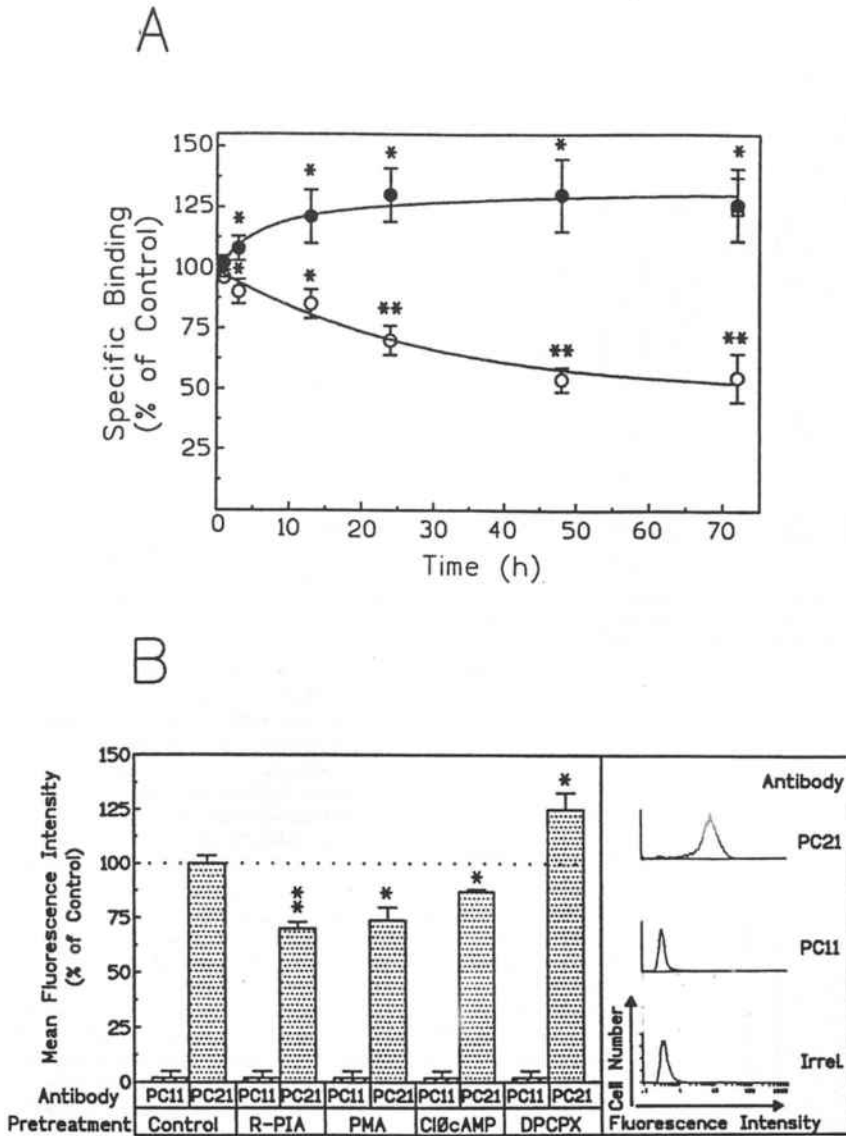 A
150
125
100
75
50
25
Specific Binding
(% of Control)
* * * * *
* * ** ** **
0 10 20 30 40 50 60 70
Time (h)
B
150
125
100
75
50
25
0
Mean Fluorescence Intensity
(% of Control)
** * * *
Antibody PC11 PC21 PC11 PC21 PC11 PC21 PC11 PC21 PC11 PC21
Pretreatment Control R-PIA PMA ClØcAMP DPCPX
Antibody
PC21
PC11
Irrel.
Cell Number
Fluorescence Intensity